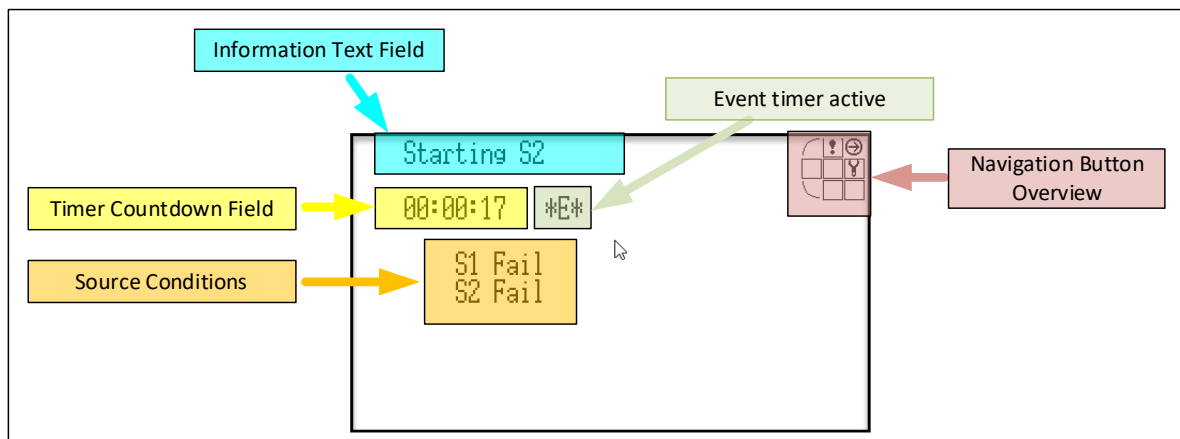 Information Text Field
Event timer active
Starting S2
Navigation Button
Overview
Timer Countdown Field
00:00:17
*E*
Source Conditions
S1 Fail
S2 Fail